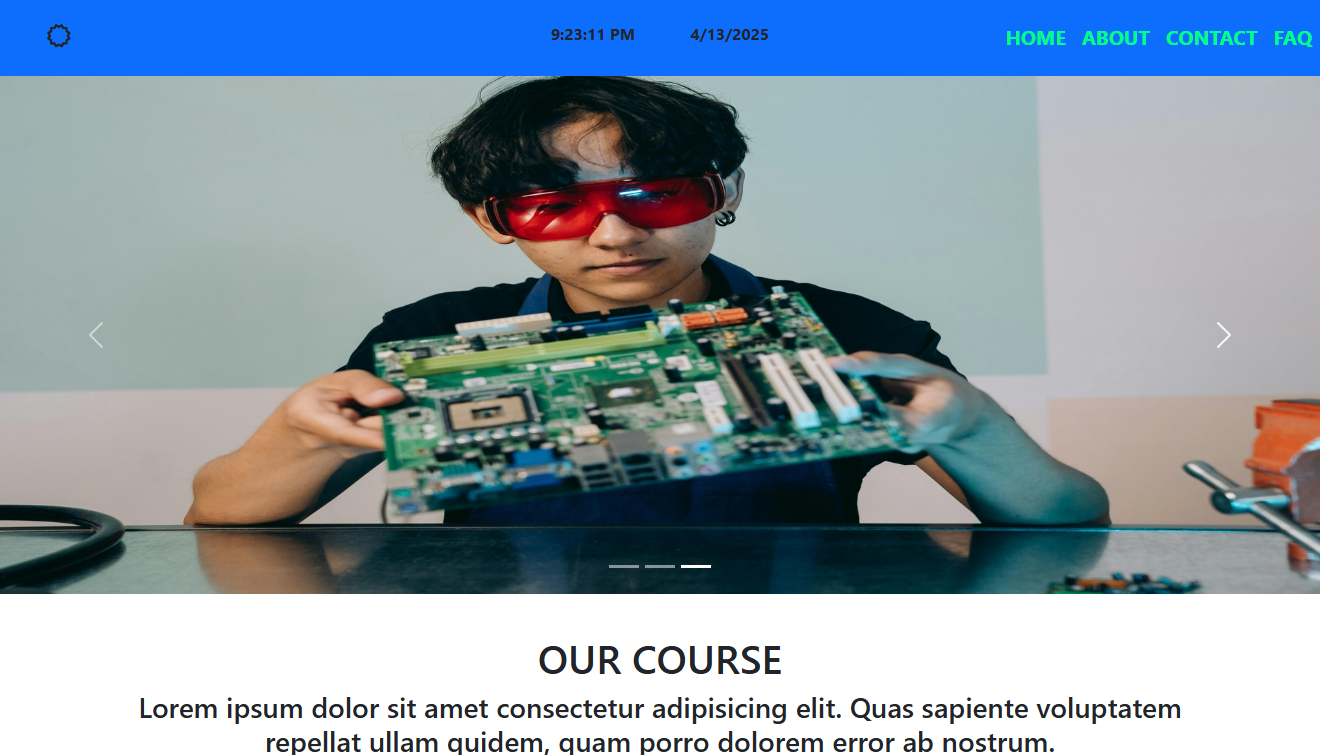 9:23:11 PM 4/13/2025 HOME ABOUT CONTACT FAQ
OUR COURSE
Lorem ipsum dolor sit amet consectetur adipisicing elit. Quas sapiente voluptatem
repellat ullam quidem, quam porro dolorem error ab nostrum.